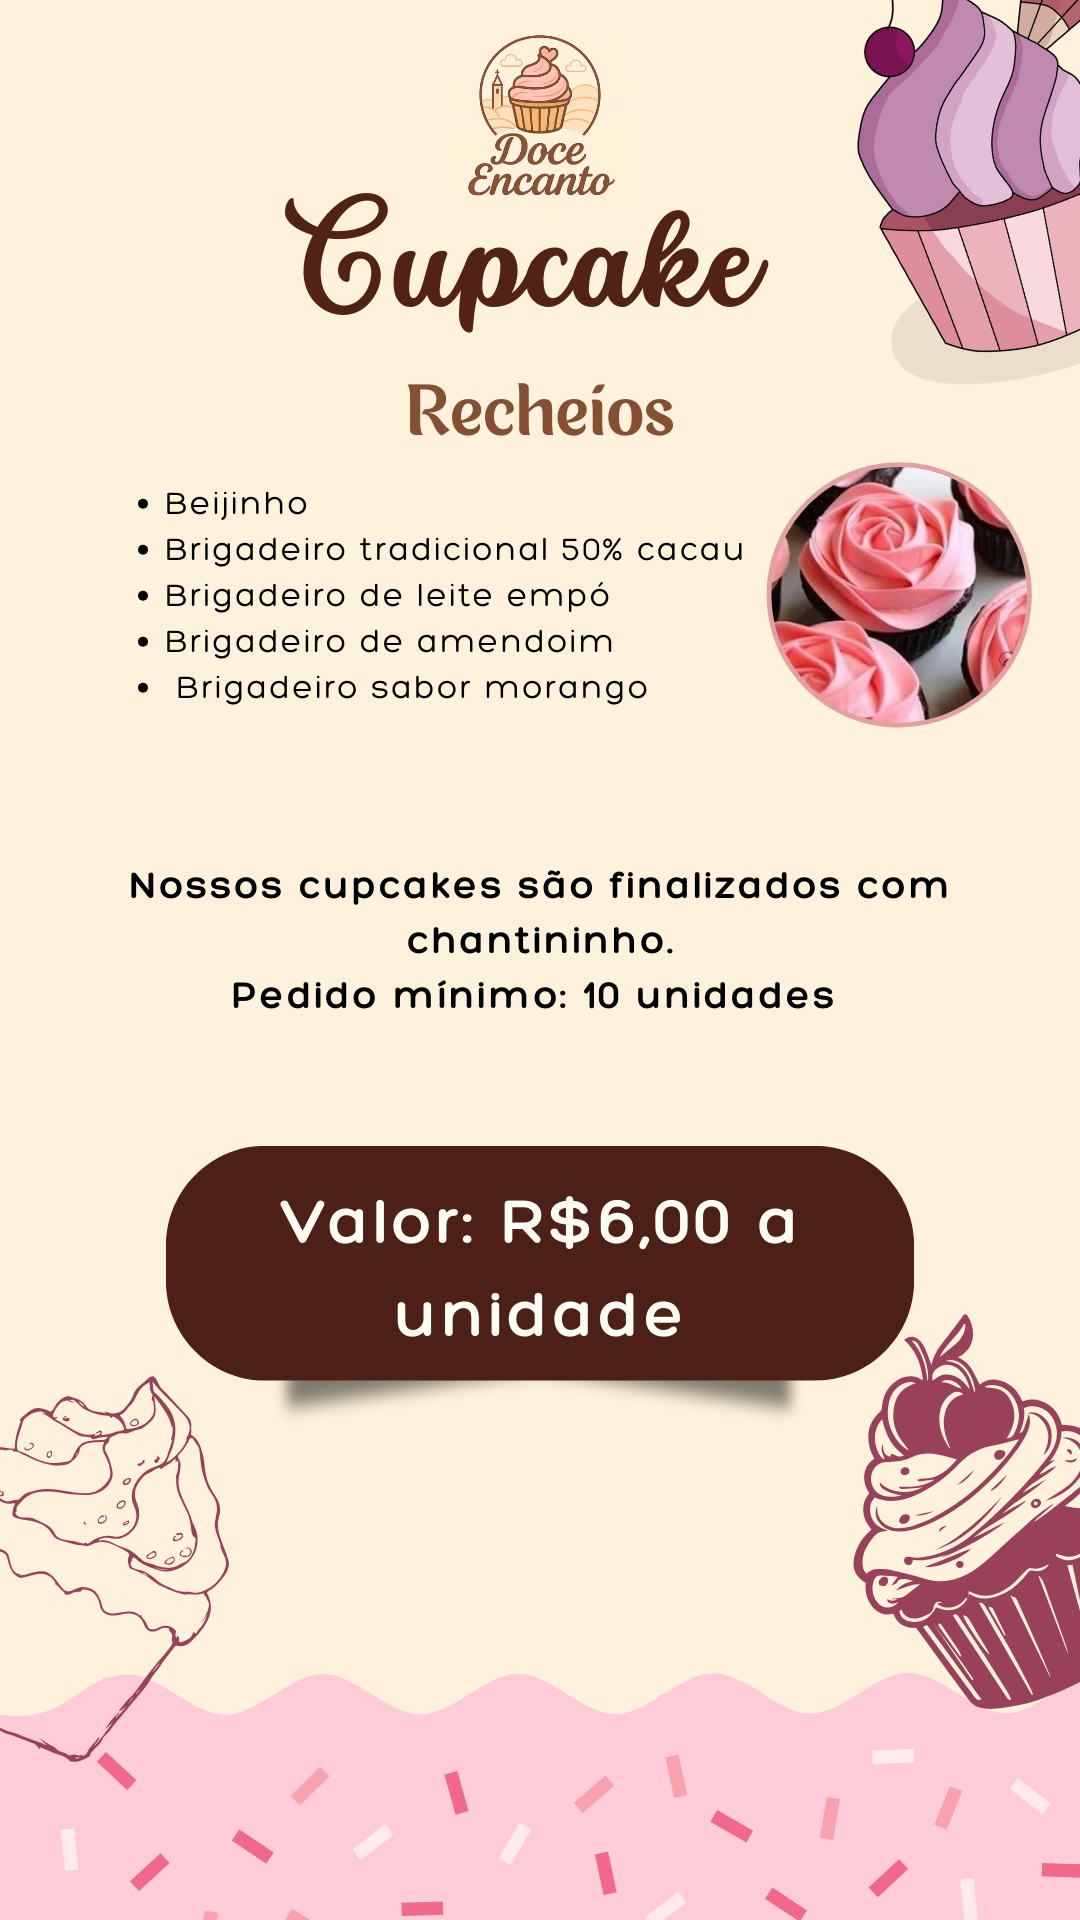 Doce
Encanto
Cupcake
Recheios
• Beijinho
• Brigadeiro tradicional 50% cacau
• Brigadeiro de leite empó
• Brigadeiro de amendoim
• Brigadeiro sabor morango
Nossos cupcakes são finalizados com
chantininho.
Pedido mínimo: 10 unidades
Valor: R$6,00 a
unidade